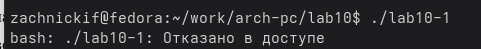 zachnickif@fedora:~/work/arch-pc/lab10$ ./lab10-1
bash: ./lab10-1: Отказано в доступе